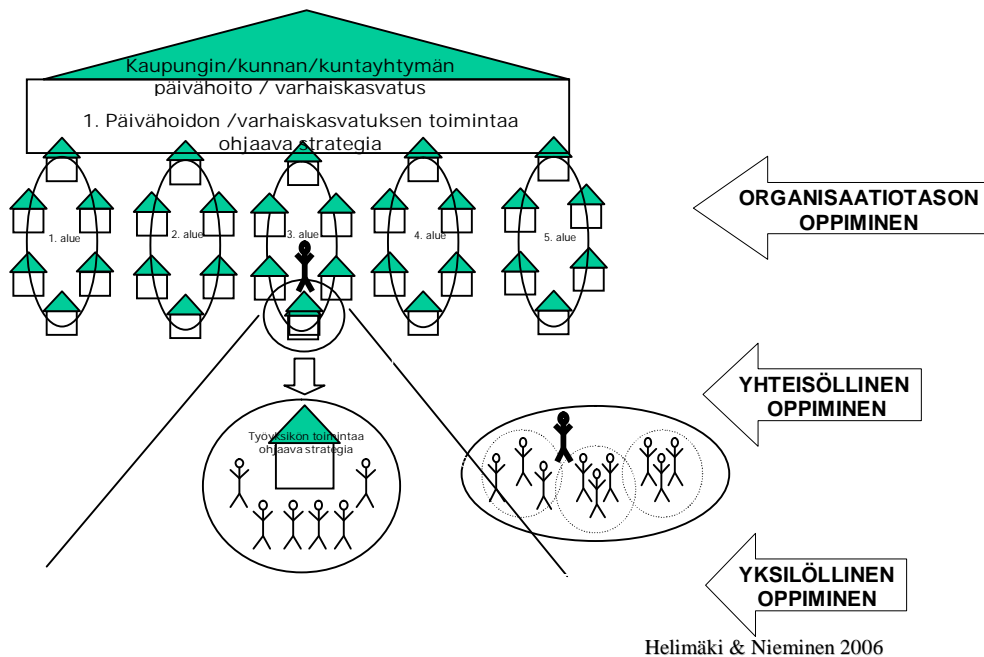 Kaupungin/kunnan/kuntayhtymän
päivähoito / varhaiskasvatus
1. Päivähoidon /varhaiskasvatuksen toimintaa
ohjaava strategia
1. alue
2. alue
3. alue
4. alue
5. alue
ORGANISAATIOTASON
OPPIMINEN
YHTEISÖLLINEN
OPPIMINEN
Työyksikön toimintaa
ohjaava strategia
YKSILÖLLINEN
OPPIMINEN
Helimäki & Nieminen 2006